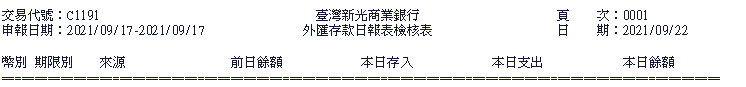 交易代號：C1191 臺灣新光商業銀行 頁 次：0001
申報日期：2021/09/17-2021/09/17 外匯存款日報表檢核表 日 期：2021/09/22
幣別 期限別 來源 前日餘額 本日存入 本日支出 本日餘額
==========================================================================================